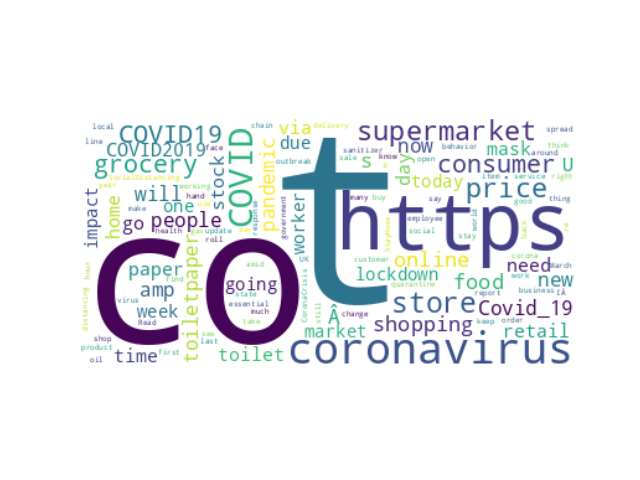 local
COVID19
chain
via
delivery
supermarket
spread
line
COVID2019
face
COVID
pandemic
due
sanitizer
now
behavior
mask
think
grocery
stock
outbreak
s
sale
know
day
open
consumer
around
U
socialdistancing
year
working
will
home
one
hand
make
worker
t
https
today
item
service
right
price
impact
go
people
government
many
buy
say
good
thing
health
gas
update
response
employee
social
world
back
co
roll
UK
Stayhome
stay
customer
online
corona
need
March
paper
toiletpaper
find
going
amid
state
CoronaCrisis
lockdown
quarantine
food
work
new
business
distancing
hour
virus
amp
essential
much
still
Â
change
store
report
Covid_19
week
Read
take
market
shopping
keep
order
retail
shop
product
oil
time
first
see
last
toilet
coronavirus